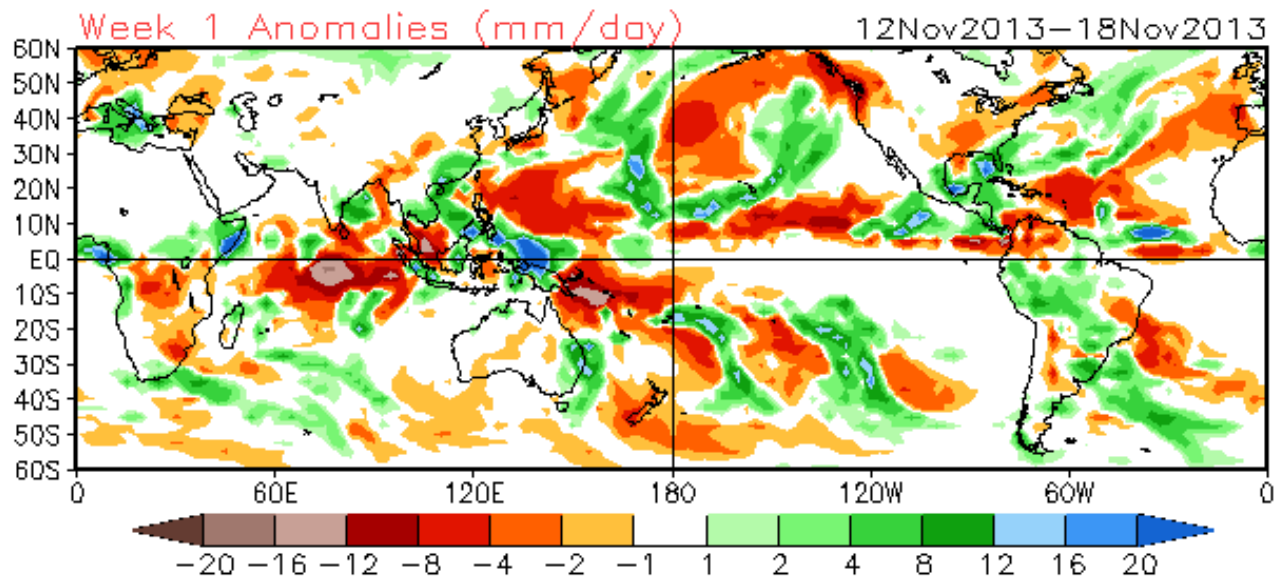 Week 1 Anomalies (mm/day) 12Nov2013–18Nov2013
60N
50N
40N
30N
20N
10N
EQ
10S
20S
30S
40S
50S
60S
0 60E 120E 180 120W 60W 0
−20 −16 −12 −8 −4 −2 −1 1 2 4 8 12 16 20